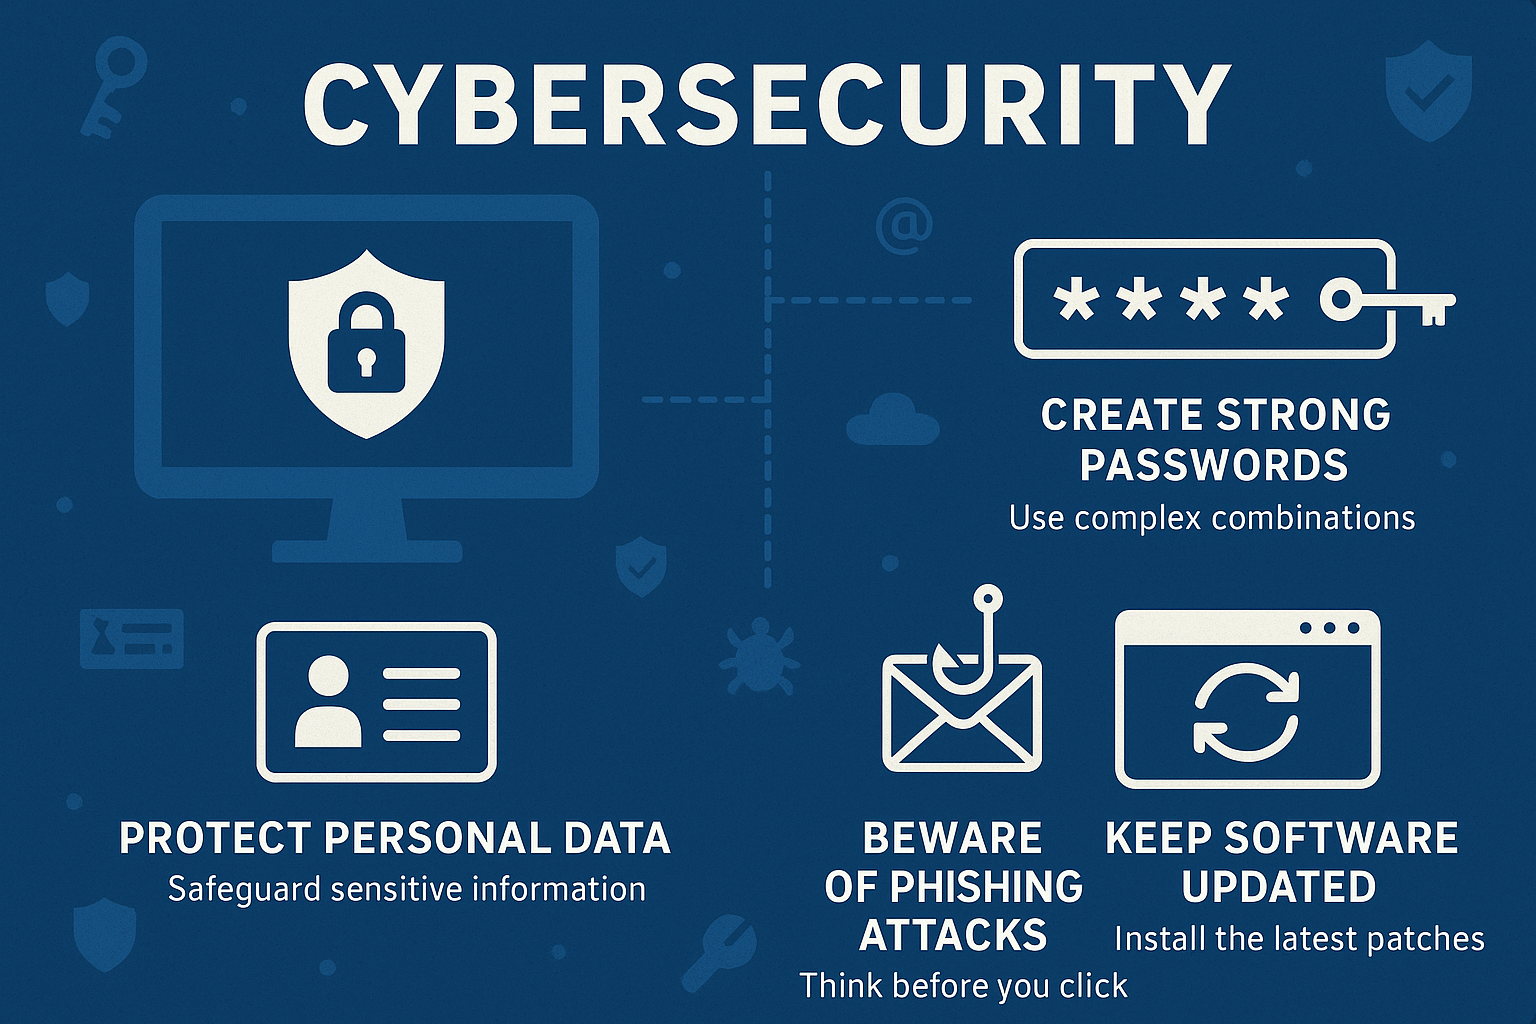 CYBERSECURITY
@
****
CREATE STRONG
PASSWORDS
Use complex combinations
PROTECT PERSONAL DATA
Safeguard sensitive information
BEWARE
OF PHISHING
ATTACKS
Think before you click
KEEP SOFTWARE
UPDATED
Install the latest patches